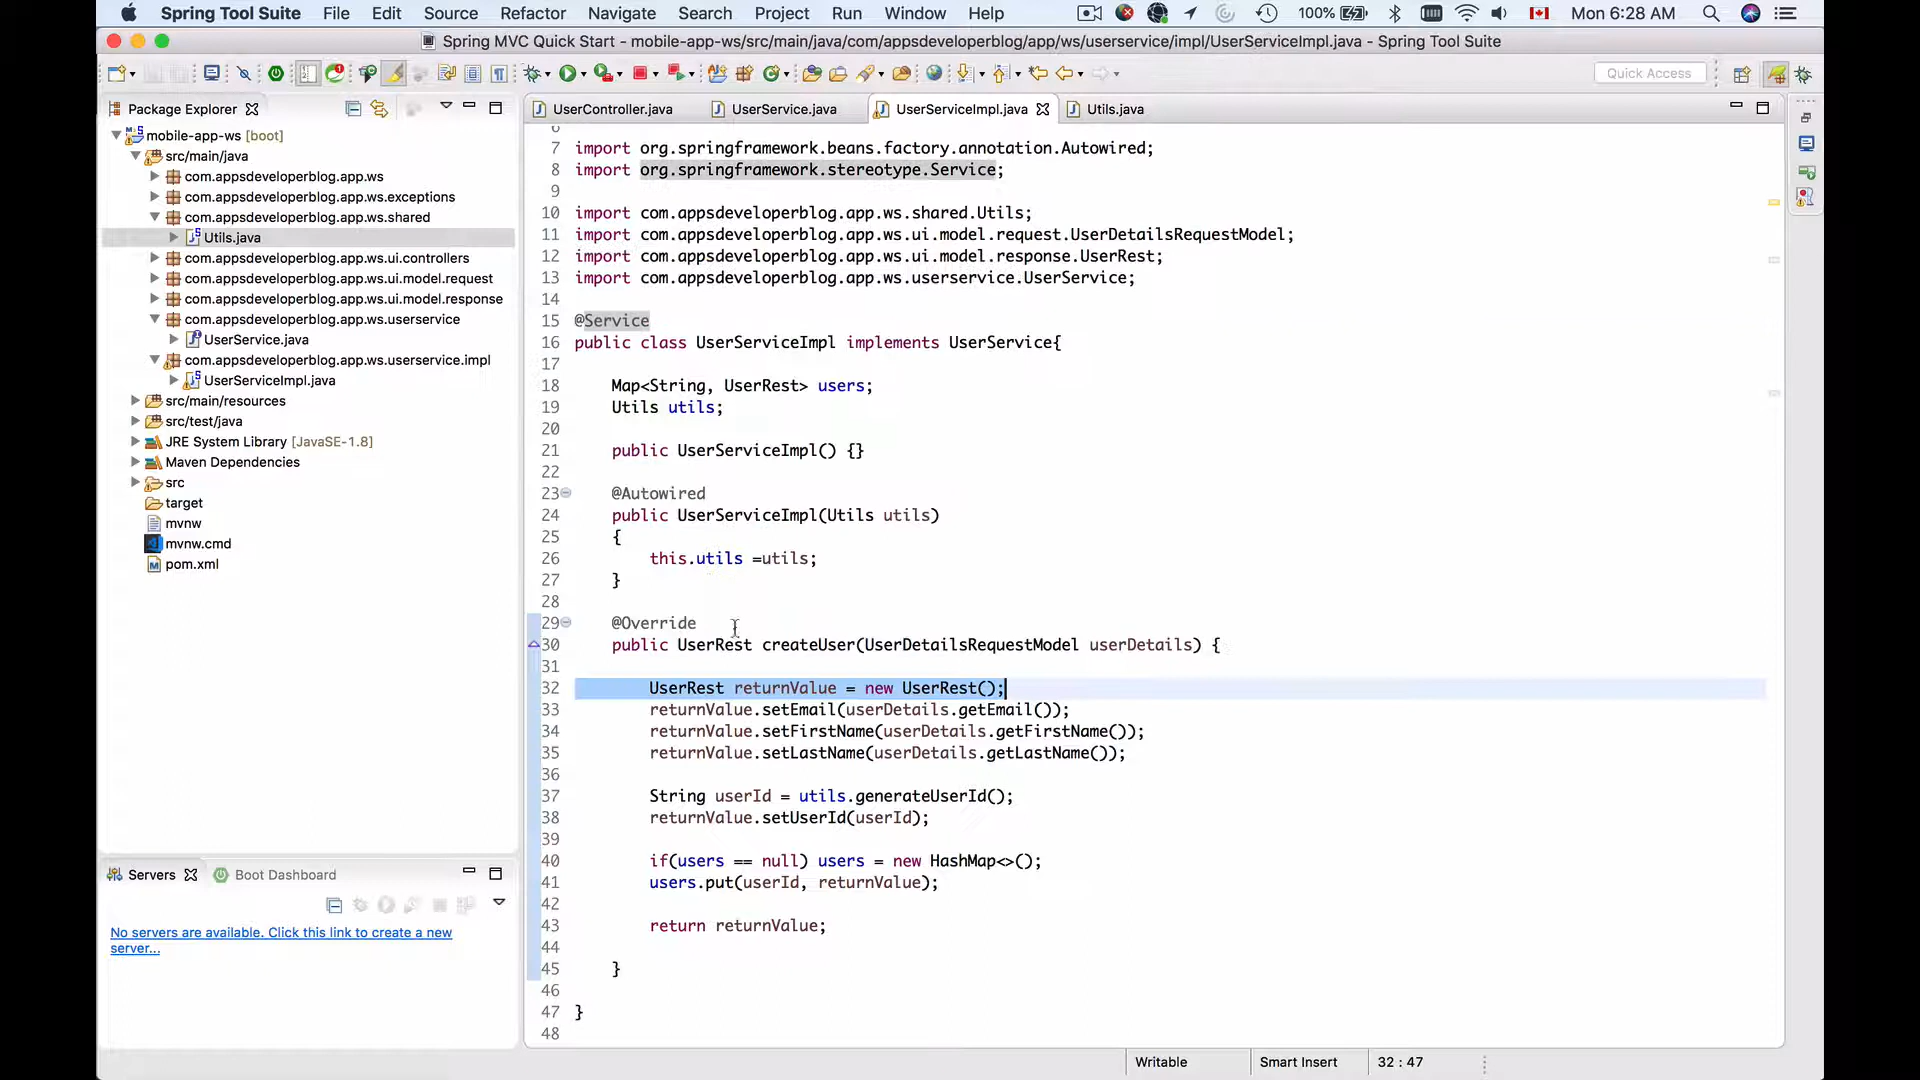 Spring Tool Suite File Edit Source Refactor Navigate Search Project Run Window Help 100% Mon 6:28 AM
Spring MVC Quick Start - mobile-app-ws/src/main/java/com/appsdeveloperblog/app/ws/userservice/impl/UserServiceImpl.java - Spring Tool Suite
Quick Access
Package Explorer
mobile-app-ws [boot]
src/main/java
com.appsdeveloperblog.app.ws
com.appsdeveloperblog.app.ws.exceptions
com.appsdeveloperblog.app.ws.shared
Utils.java
com.appsdeveloperblog.app.ws.ui.controllers
com.appsdeveloperblog.app.ws.ui.model.request
com.appsdeveloperblog.app.ws.ui.model.response
com.appsdeveloperblog.app.ws.userservice
UserService.java
com.appsdeveloperblog.app.ws.userservice.impl
UserServiceImpl.java
src/main/resources
src/test/java
JRE System Library [JavaSE-1.8]
Maven Dependencies
src
target
mvnw
mvnw.cmd
pom.xml
Servers Boot Dashboard
No servers are available. Click this link to create a new
server...
UserController.java UserService.java UserServiceImpl.java Utils.java
6
7 import org.springframework.beans.factory.annotation.Autowired;
8 import org.springframework.stereotype.Service;
9
10 import com.appsdeveloperblog.app.ws.shared.Utils;
11 import com.appsdeveloperblog.app.ws.ui.model.request.UserDetailsRequestModel;
12 import com.appsdeveloperblog.app.ws.ui.model.response.UserRest;
13 import com.appsdeveloperblog.app.ws.userservice.UserService;
14
15 @Service
16 public class UserServiceImpl implements UserService{
17
18 Map<String, UserRest> users;
19 Utils utils;
20
21 public UserServiceImpl() {}
22
23 @Autowired
24 public UserServiceImpl(Utils utils)
25 {
26 this.utils =utils;
27 }
28
29 @Override
30 public UserRest createUser(UserDetailsRequestModel userDetails) {
31
32 UserRest returnValue = new UserRest();
33 returnValue.setEmail(userDetails.getEmail());
34 returnValue.setFirstName(userDetails.getFirstName());
35 returnValue.setLastName(userDetails.getLastName());
36
37 String userId = utils.generateUserId();
38 returnValue.setUserId(userId);
39
40 if(users == null) users = new HashMap<>();
41 users.put(userId, returnValue);
42
43 return returnValue;
44
45 }
46
47 }
48
Writable Smart Insert 32 : 47